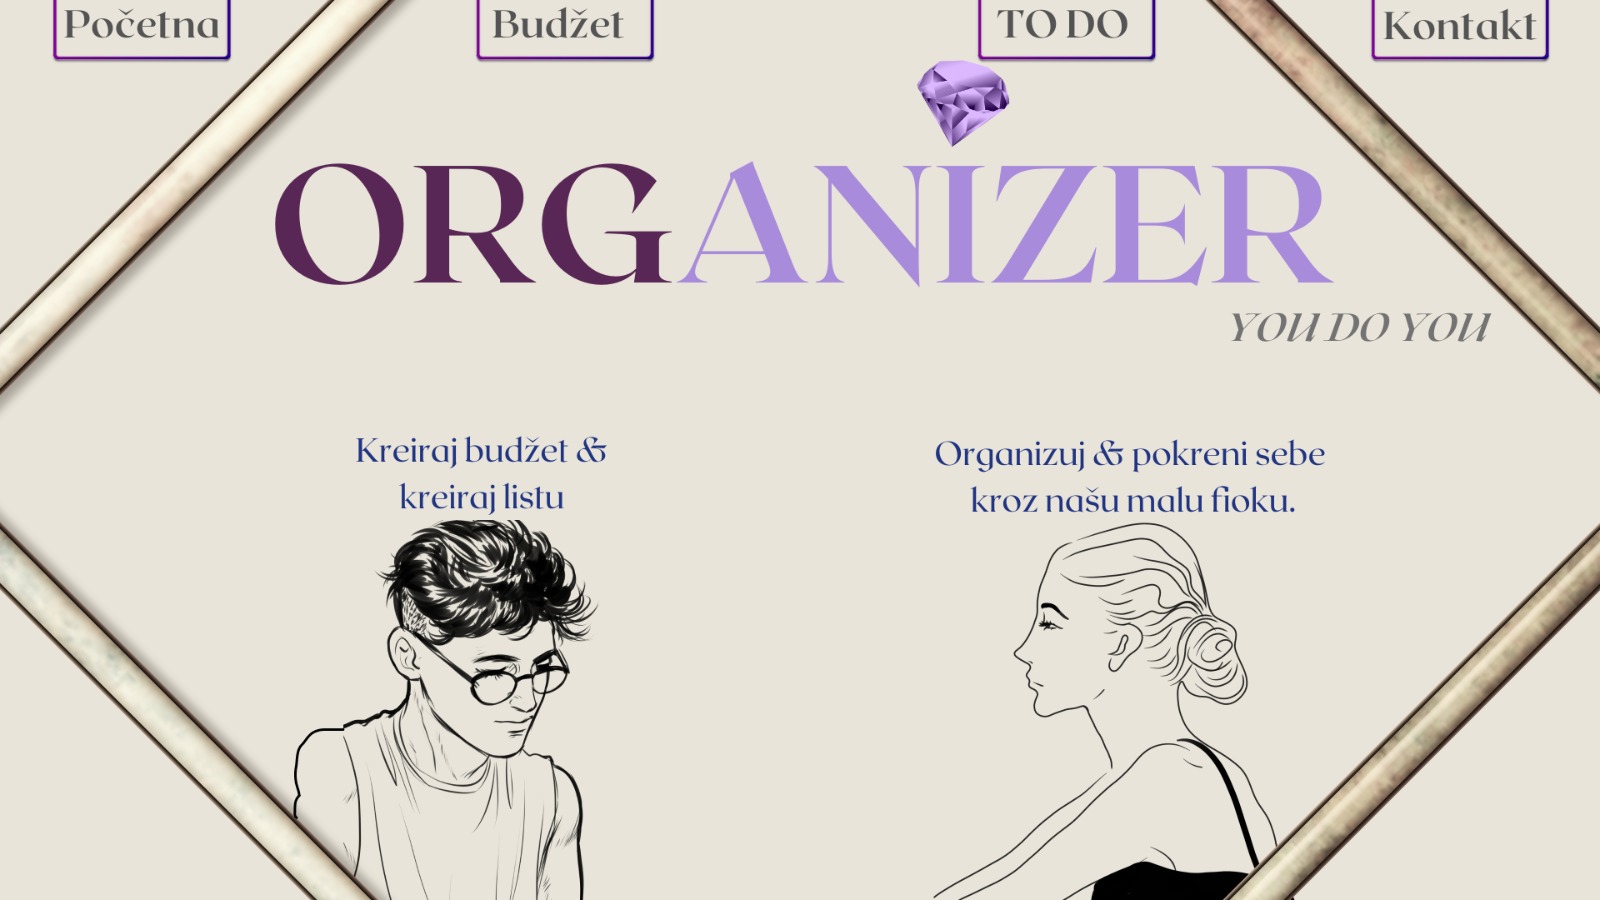 Početna
Budžet
TO DO
Kontakt
ORGANIZER
YOU DO YOU
Kreiraj budžet &
kreiraj listu
Organizuj & pokreni sebe
kroz našu malu fioku.